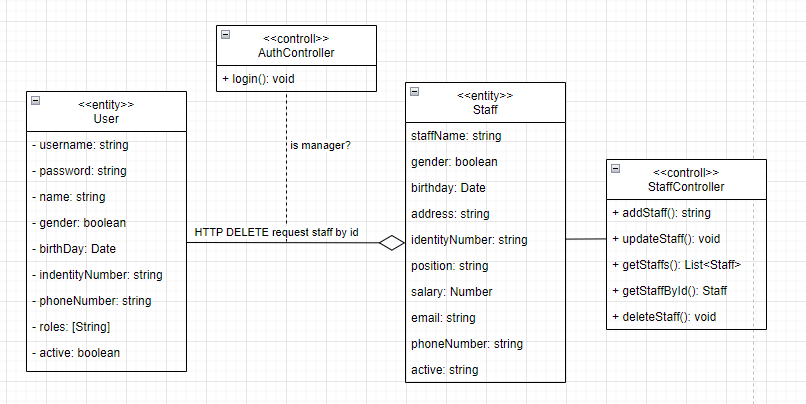 <<controll>>
AuthController
+ login(): void
<<entity>>
User
- username: string
- password: string
- name: string
- gender: boolean
- birthDay: Date
- indentityNumber: string
- phoneNumber: string
- roles: [String]
- active: boolean
is manager?
HTTP DELETE request staff by id
<<entity>>
Staff
staffName: string
gender: boolean
birthday: Date
address: string
identityNumber: string
position: string
salary: Number
email: string
phoneNumber: string
active: string
<<controll>>
StaffController
+ addStaff(): string
+ updateStaff(): void
+ getStaffs(): List<Staff>
+ getStaffById(): Staff
+ deleteStaff(): void